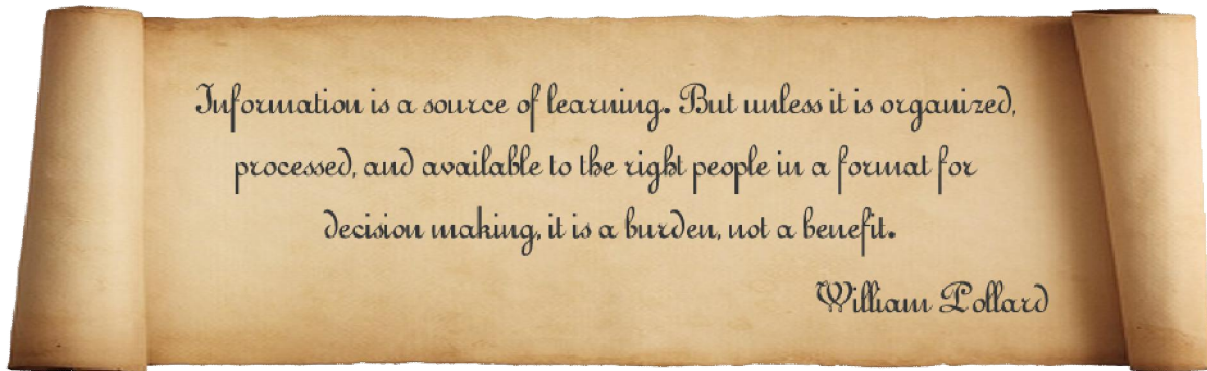 Information is a source of learning. But unless it is organized,
processed, and available to the right people in a format for
decision making, it is a burden, not a benefit.
William Pollard